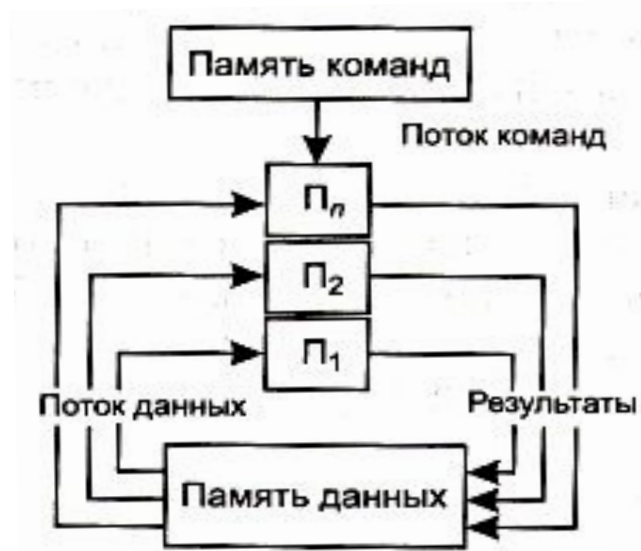 Память команд
Поток команд
Пn
П2
П1
Поток данных
Результаты
Память данных